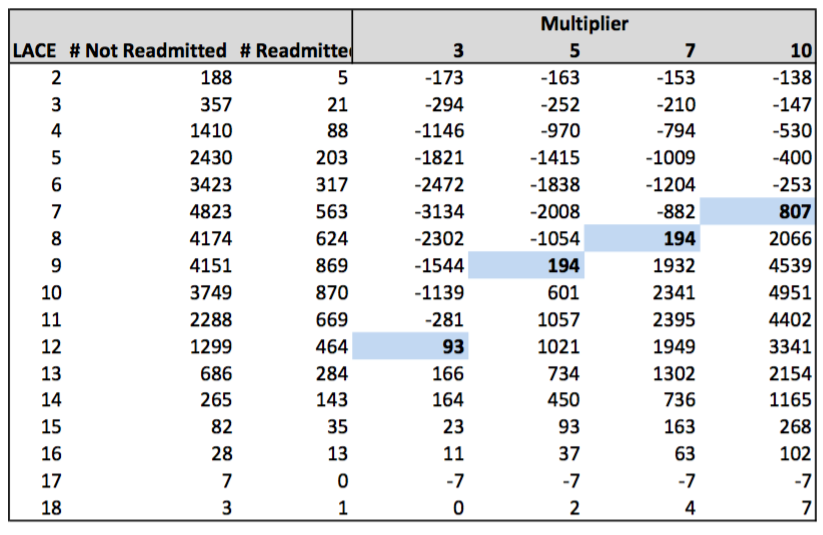 Multiplier
LACE # Not Readmitted # Readmitted 3 5 7 10
2 188 5 -173 -163 -153 -138
3 357 21 -294 -252 -210 -147
4 1410 88 -1146 -970 -794 -530
5 2430 203 -1821 -1415 -1009 -400
6 3423 317 -2472 -1838 -1204 -253
7 4823 563 -3134 -2008 -882 807
8 4174 624 -2302 -1054 194 2066
9 4151 869 -1544 194 1932 4539
10 3749 870 -1139 601 2341 4951
11 2288 669 -281 1057 2395 4402
12 1299 464 93 1021 1949 3341
13 686 284 166 734 1302 2154
14 265 143 164 450 736 1165
15 82 35 23 93 163 268
16 28 13 11 37 63 102
17 7 0 -7 -7 -7 -7
18 3 1 0 2 4 7